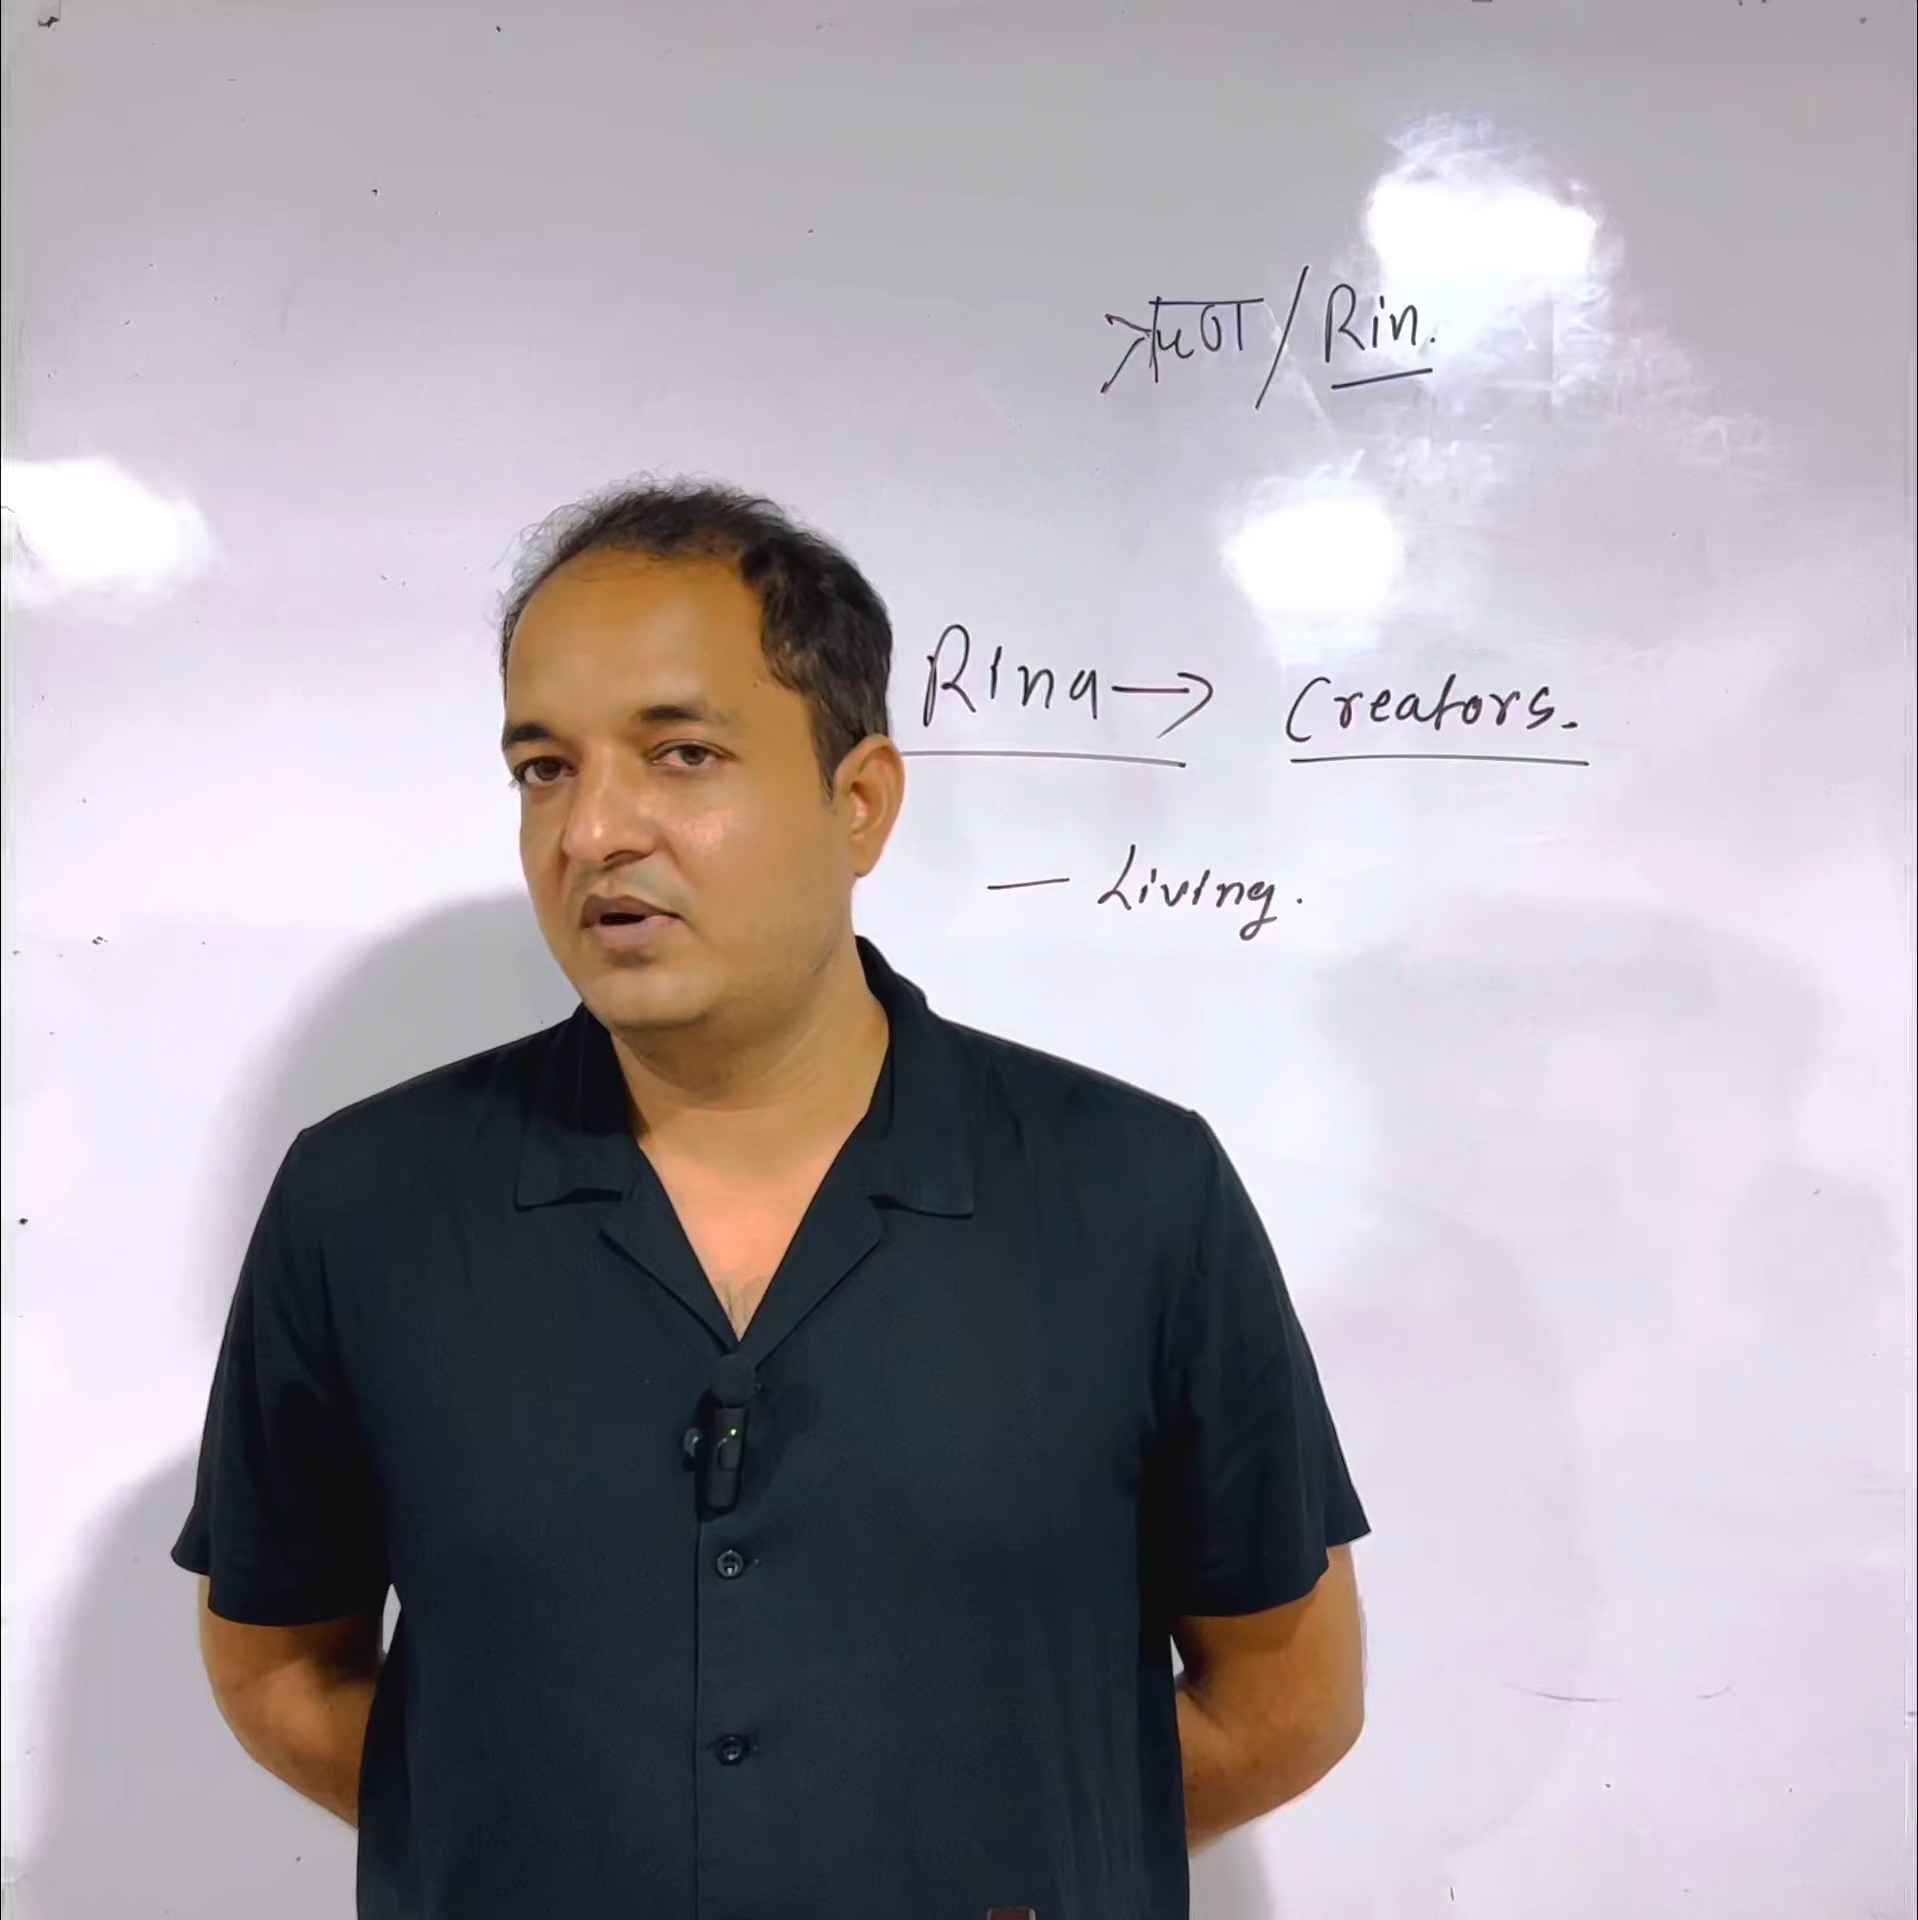 ऋण / Rin.
Rina → Creators.
— Living.